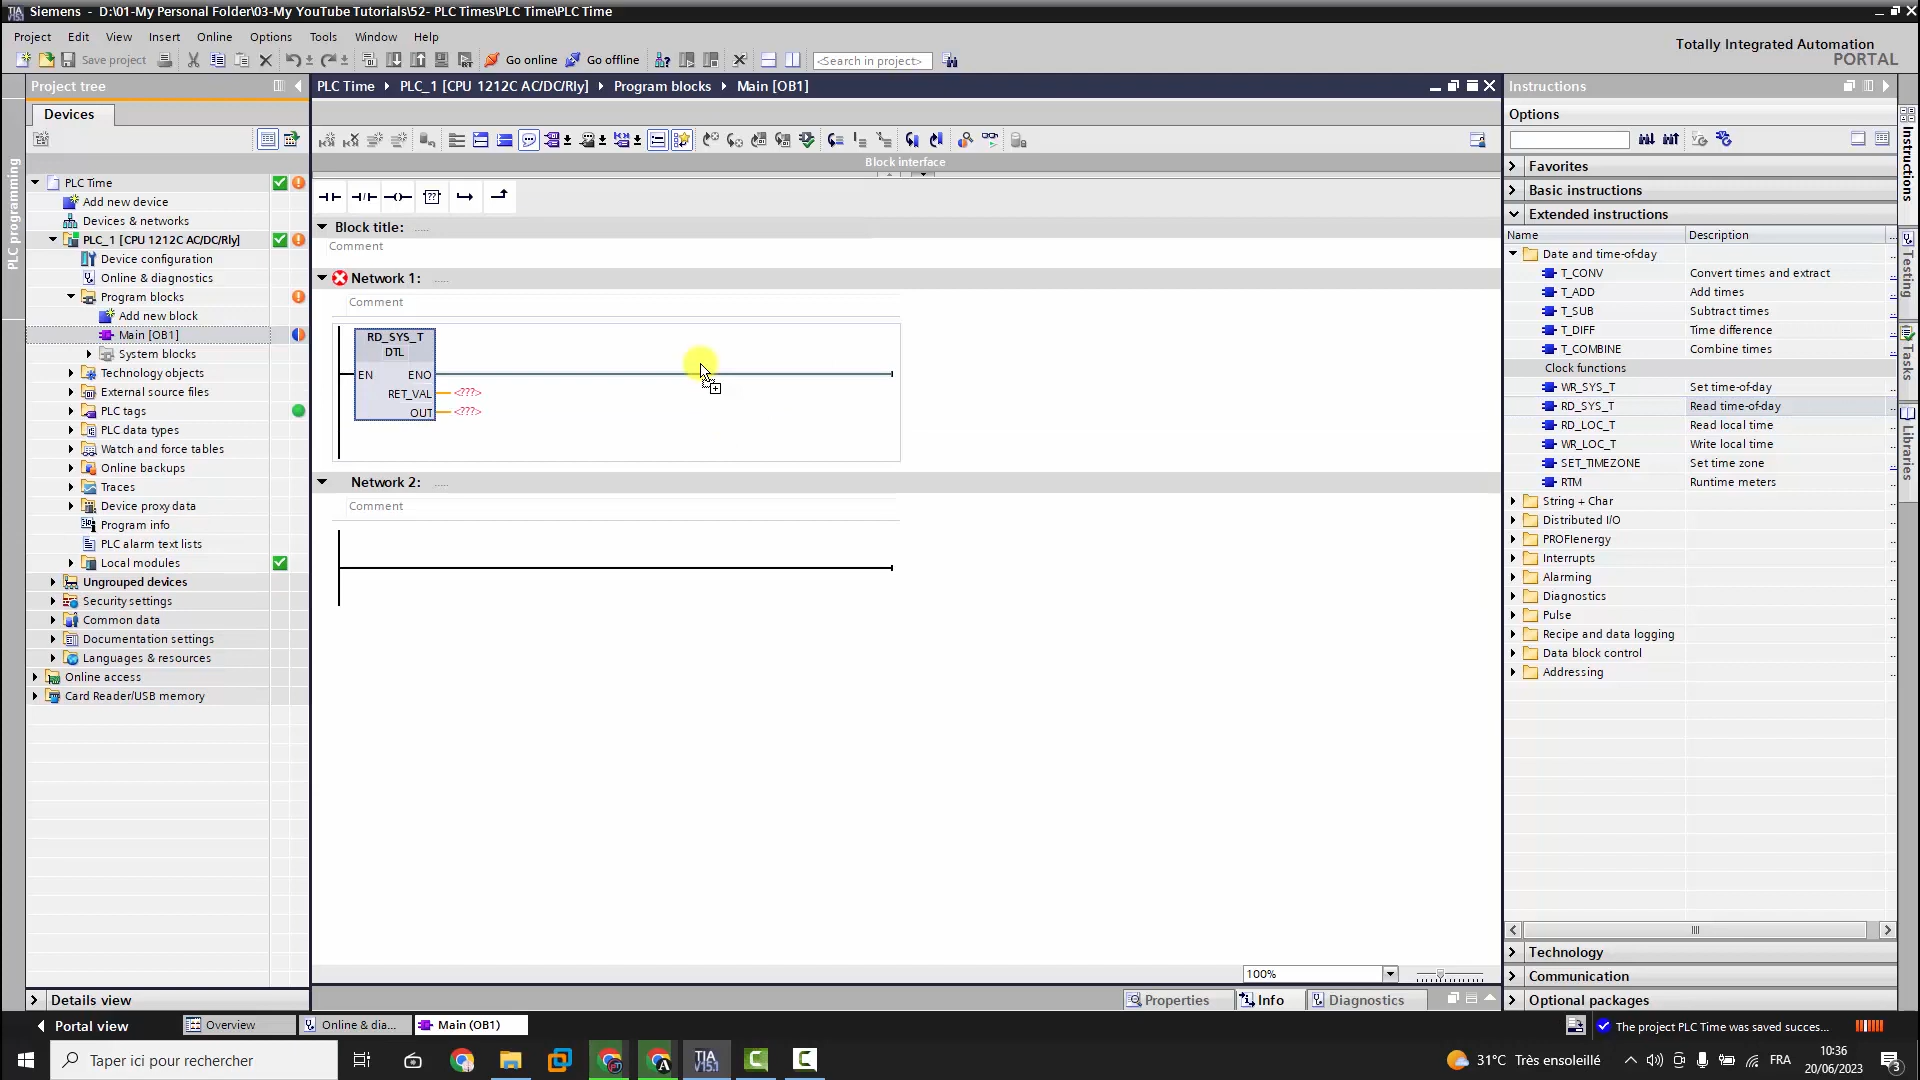 Siemens - D:\01-My Personal Folder\03-My YouTube Tutorials\52- PLC Times\PLC Time\PLC Time
Project Edit View Insert Online Options Tools Window Help
Totally Integrated Automation
PORTAL
Save project
Go online
Go offline
<Search in project>
Project tree
PLC Time PLC_1 [CPU 1212C AC/DC/Rly] Program blocks Main [OB1]
Instructions
Devices
Options
PLC programming
Block interface
Favorites
Basic instructions
Extended instructions
Name Description
PLC Time
Add new device
Devices & networks
PLC_1 [CPU 1212C AC/DC/Rly]
Device configuration
Online & diagnostics
Program blocks
Add new block
Main [OB1]
System blocks
Technology objects
External source files
PLC tags
PLC data types
Watch and force tables
Online backups
Traces
Device proxy data
Program info
PLC alarm text lists
Local modules
Ungrouped devices
Security settings
Common data
Documentation settings
Languages & resources
Online access
Card Reader/USB memory
Block title: .....
Comment
Network 1: .....
Comment
RD_SYS_T
DTL
EN ENO
RET_VAL <???>
OUT <???>
Network 2: .....
Comment
Date and time-of-day
T_CONV Convert times and extract
T_ADD Add times
T_SUB Subtract times
T_DIFF Time difference
T_COMBINE Combine times
Clock functions
WR_SYS_T Set time-of-day
RD_SYS_T Read time-of-day
RD_LOC_T Read local time
WR_LOC_T Write local time
SET_TIMEZONE Set time zone
RTM Runtime meters
String + Char
Distributed I/O
PROFIenergy
Interrupts
Alarming
Diagnostics
Pulse
Recipe and data logging
Data block control
Addressing
Technology
Communication
Optional packages
Instructions
Testing
Tasks
Libraries
100%
Properties
Info
Diagnostics
Details view
Portal view
Overview
Online & dia...
Main (OB1)
The project PLC Time was saved succes...
Taper ici pour rechercher
TIA
V15.1
31°C Très ensoleillé
FRA
10:36
20/06/2023
3